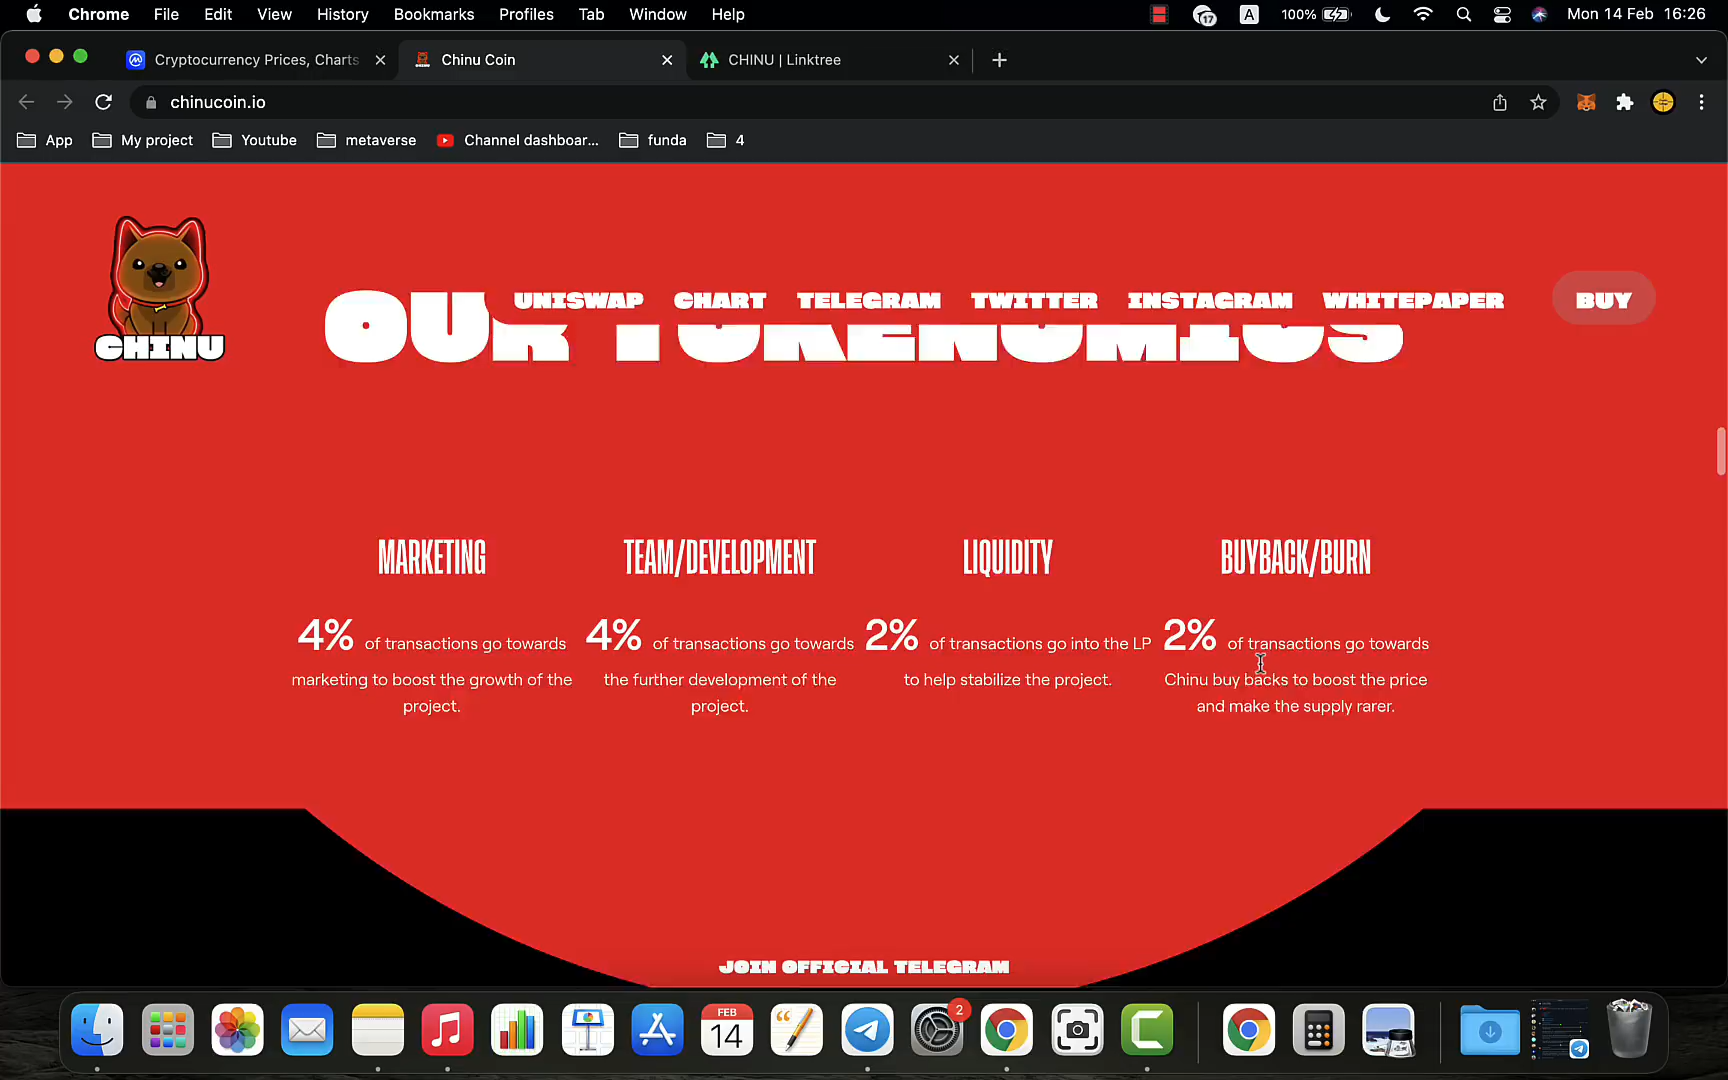 Chrome File Edit View History Bookmarks Profiles Tab Window Help 17 A 100% Mon 14 Feb 16:26
Cryptocurrency Prices, Charts Chinu Coin CHINU | Linktree
chinucoin.io
App My project Youtube metaverse Channel dashboar... funda 4
UNISWAP CHART TELEGRAM TWITTER INSTAGRAM WHITEPAPER BUY
OUR TOKENOMICS
CHINU
MARKETING TEAM/DEVELOPMENT LIQUIDITY BUYBACK/BURN
4% of transactions go towards 4% of transactions go towards 2% of transactions go into the LP 2% of transactions go towards
marketing to boost the growth of the the further development of the to help stabilize the project. Chinu buy backs to boost the price
project. project. and make the supply rarer.
JOIN OFFICIAL TELEGRAM
2
FEB
14